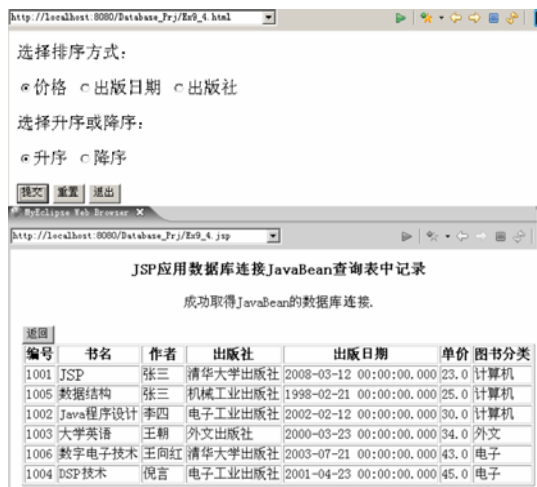 http://localhost:8080/Database_Prj/Ex9_4.html
选择排序方式:
价格 出版日期 出版社
选择升序或降序:
升序 降序
提交 重置 退出
MyEclipse Web Browser
http://localhost:8080/Database_Prj/Ex9_4.jsp
JSP应用数据库连接JavaBean查询表中记录
成功取得JavaBean的数据库连接.
返回
编号 书名 作者 出版社 出版日期 单价 图书分类
1001 JSP 张三 清华大学出版社 2008-03-12 00:00:00.000 23.0 计算机
1005 数据结构 张三 机械工业出版社 1998-02-21 00:00:00.000 25.0 计算机
1002 Java程序设计 李四 电子工业出版社 2002-02-12 00:00:00.000 30.0 计算机
1003 大学英语 王朝 外文出版社 2000-03-23 00:00:00.000 34.0 外文
1006 数字电子技术 王向红 清华大学出版社 2003-07-21 00:00:00.000 43.0 电子
1004 DSP技术 倪言 电子工业出版社 2001-04-23 00:00:00.000 45.0 电子